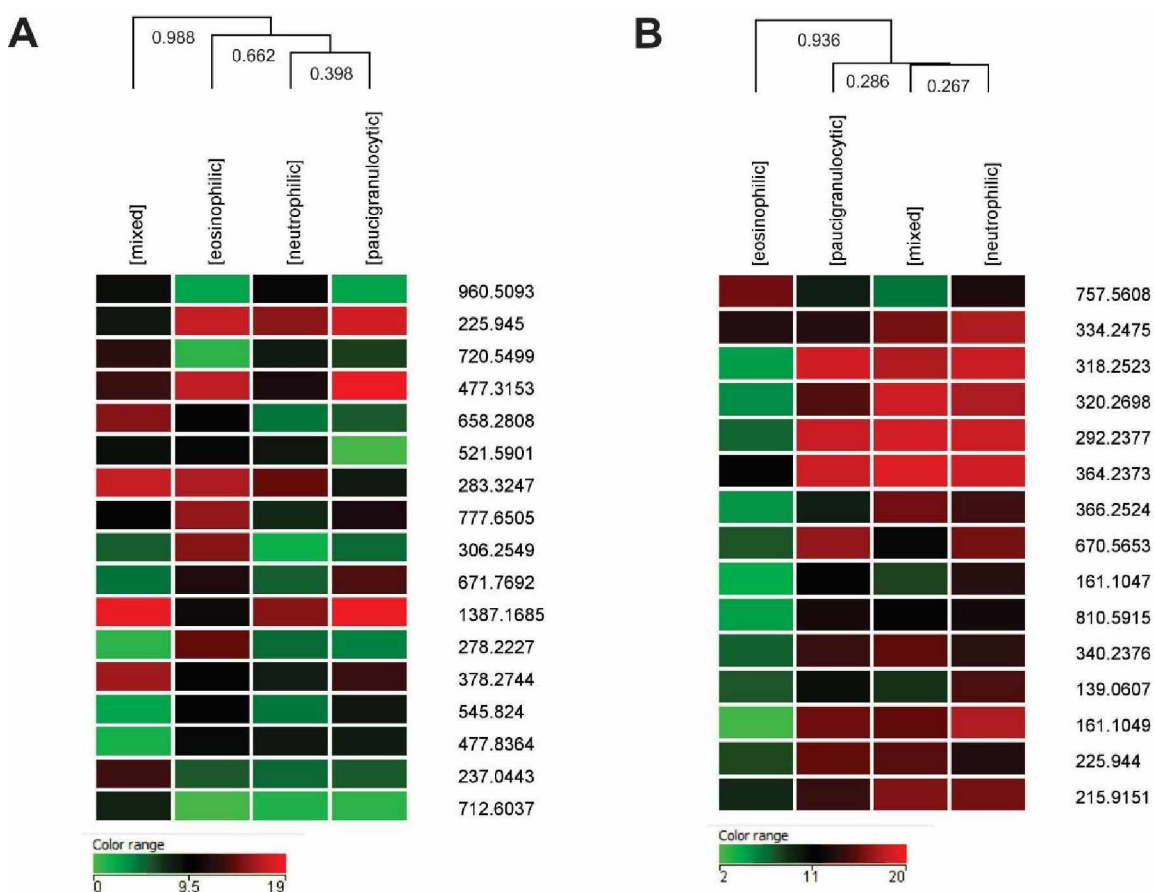 A
0.988
0.662
0.398
[mixed]
[eosinophilic]
[neutrophilic]
[paucigranulocytic]
960.5093
225.945
720.5499
477.3153
658.2808
521.5901
283.3247
777.6505
306.2549
671.7692
1387.1685
278.2227
378.2744
545.824
477.8364
237.0443
712.6037
Color range
0 9.5 19
B
0.936
0.286
0.267
[eosinophilic]
[paucigranulocytic]
[mixed]
[neutrophilic]
757.5608
334.2475
318.2523
320.2698
292.2377
364.2373
366.2524
670.5653
161.1047
810.5915
340.2376
139.0607
161.1049
225.944
215.9151
Color range
2 11 20